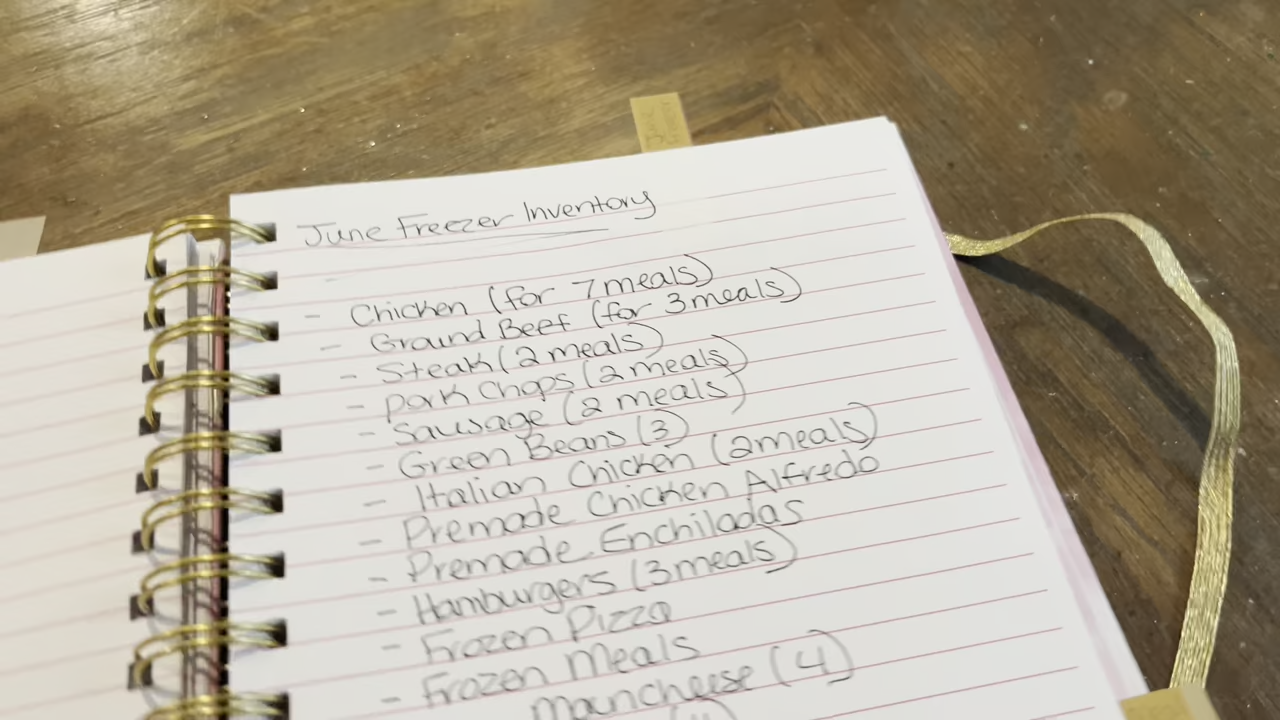 June Freezer Inventory
- Chicken (for 7 meals)
- Ground Beef (for 3 meals)
- Steak (2 meals)
- Pork Chops (2 meals)
- Sausage (2 meals)
- Green Beans (3)
- Italian Chicken (2 meals)
- Premade Chicken Alfredo
- Premade Enchiladas
- Hamburgers (3 meals)
- Frozen Pizza
- Frozen Meals
(4)